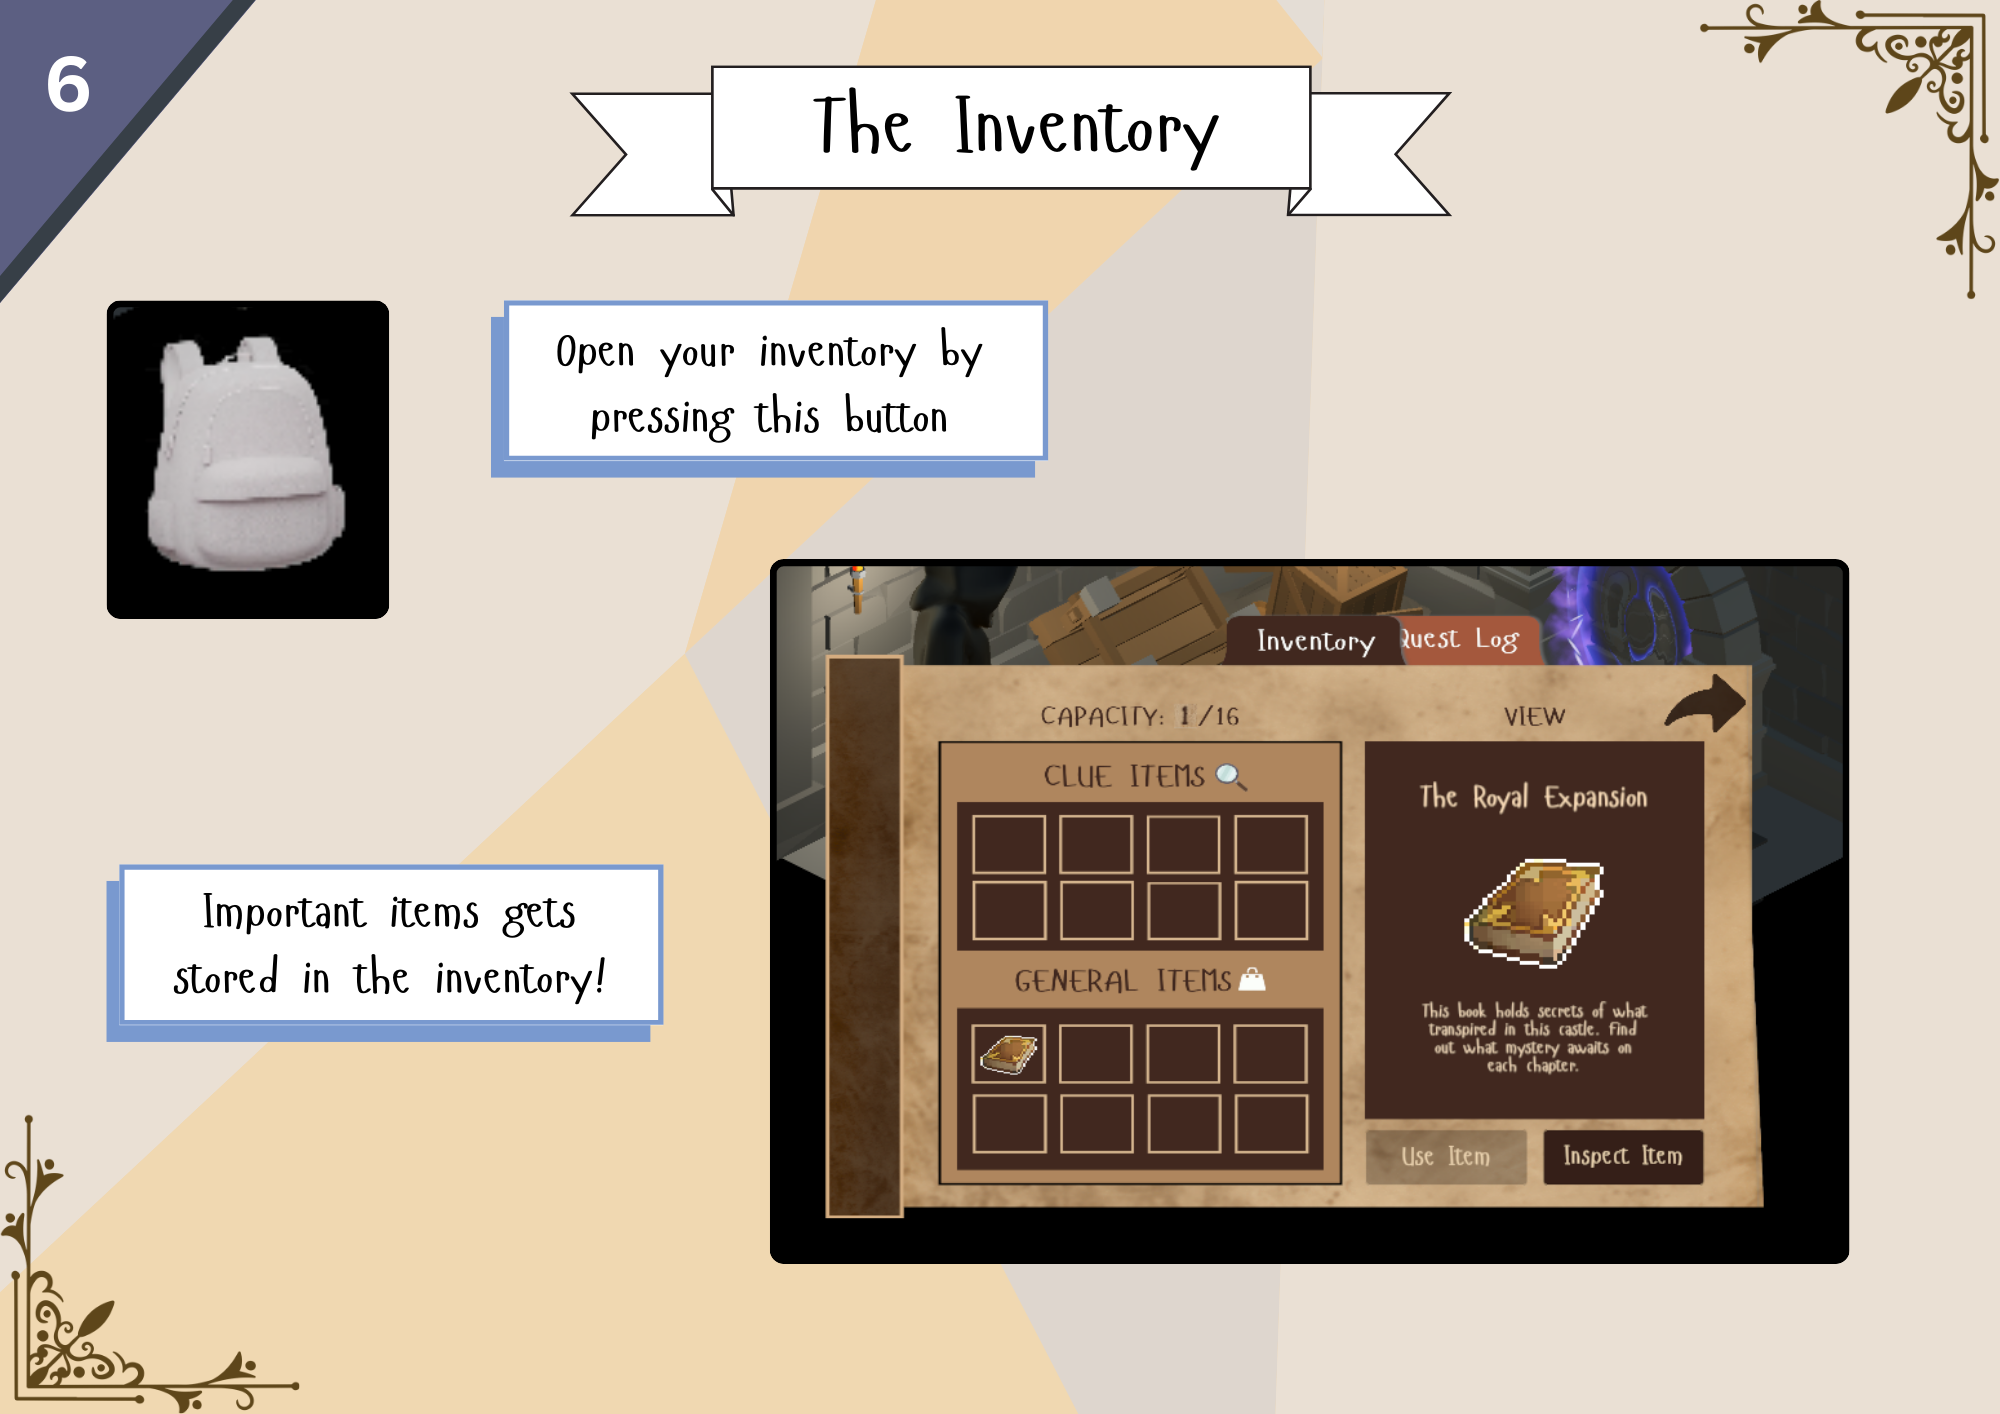 6
The Inventory
Open your inventory by
pressing this button
Important items gets
stored in the inventory!
Inventory
Quest Log
CAPACITY: 1/16
VIEW
CLUE ITEMS
GENERAL ITEMS
The Royal Expansion
This book holds secrets of what
transpired in this castle. Find
out what mystery awaits on
each chapter.
Use Item
Inspect Item